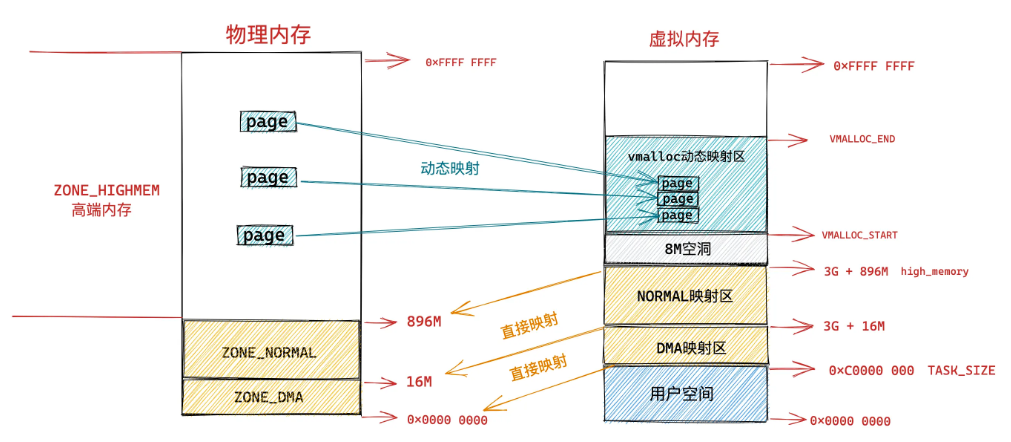 物理内存
0×FFFF FFFF
page
page
page
动态映射
ZONE_HIGHMEM
高端内存
896M
ZONE_NORMAL
16M
ZONE_DMA
0×0000 0000
直接映射
直接映射
虚拟内存
0×FFFF FFFF
VMALLOC_END
vmalloc动态映射区
page
page
page
VMALLOC_START
8M空洞
3G + 896M high_memory
NORMAL映射区
3G + 16M
DMA映射区
0×C0000 000 TASK_SIZE
用户空间
0×0000 0000